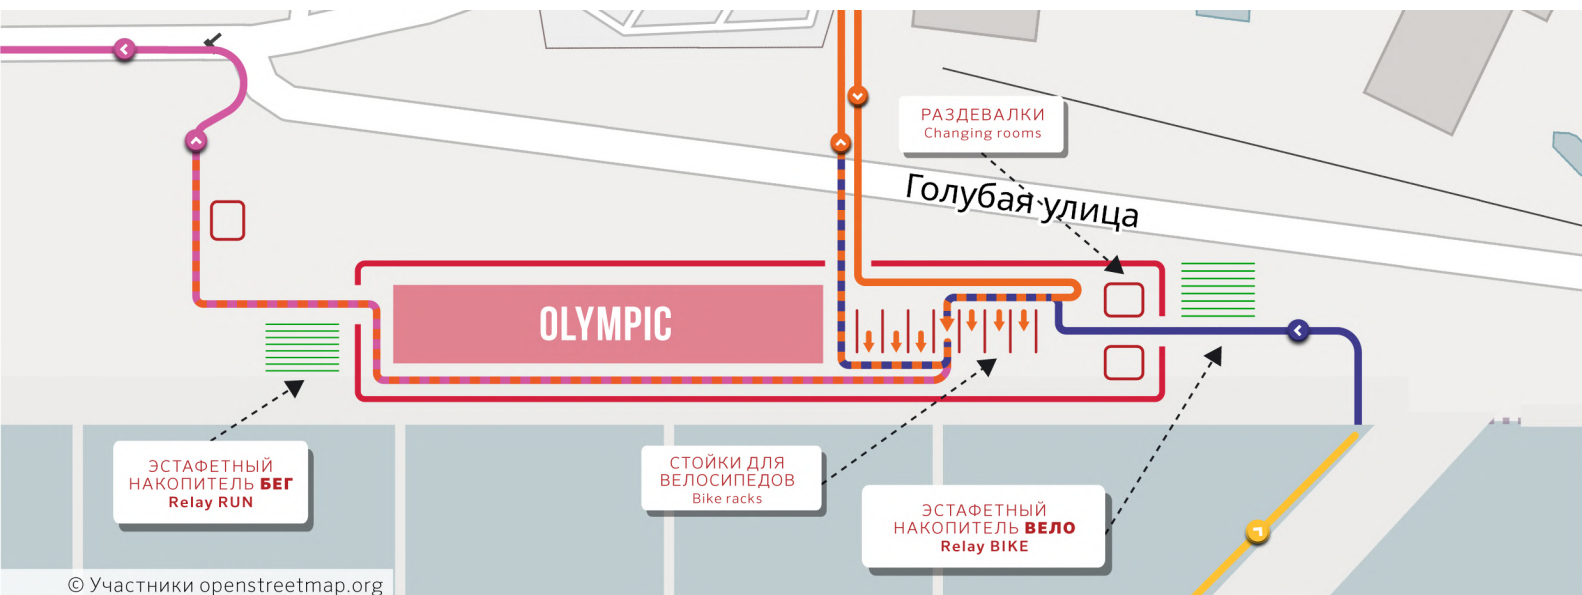 РАЗДЕВАЛКИ
Changing rooms
Голубая улица
OLYMPIC
ЭСТАФЕТНЫЙ
НАКОПИТЕЛЬ БЕГ
Relay RUN
СТОЙКИ ДЛЯ
ВЕЛОСИПЕДОВ
Bike racks
ЭСТАФЕТНЫЙ
НАКОПИТЕЛЬ ВЕЛО
Relay BIKE
© Участники openstreetmap.org